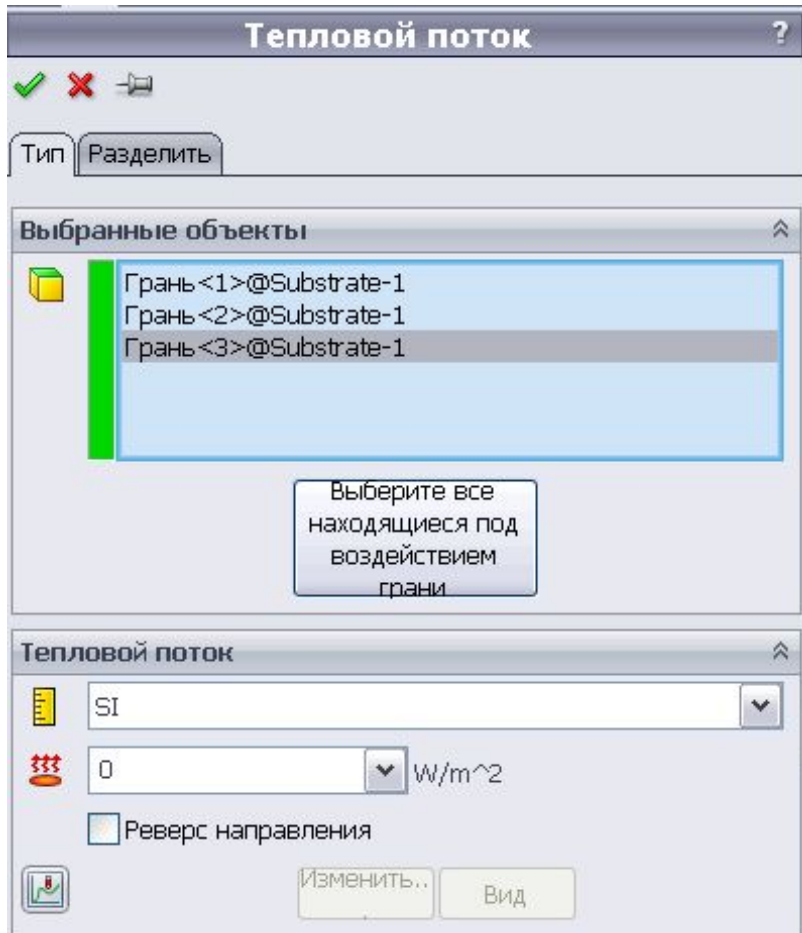 Тепловой поток ?
Тип Разделить
Выбранные объекты
Грань<1>@Substrate-1
Грань<2>@Substrate-1
Грань<3>@Substrate-1
Выберите все
находящиеся под
воздействием
грани
Тепловой поток
SI
0 W/m^2
Реверс направления
Изменить.. Вид